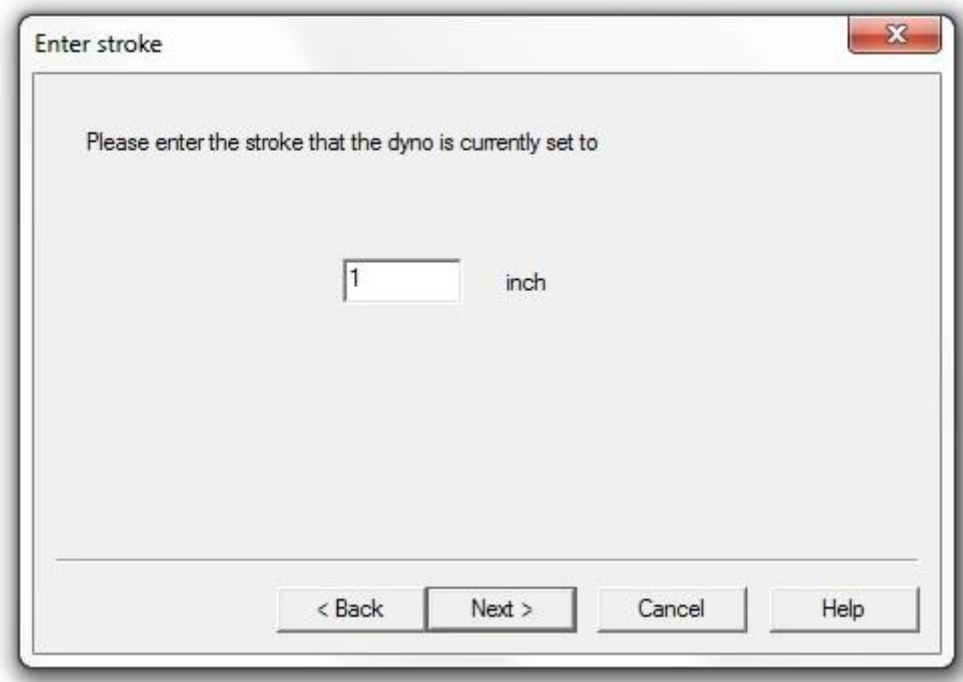 Enter stroke
Please enter the stroke that the dyno is currently set to
1 inch
< Back Next > Cancel Help